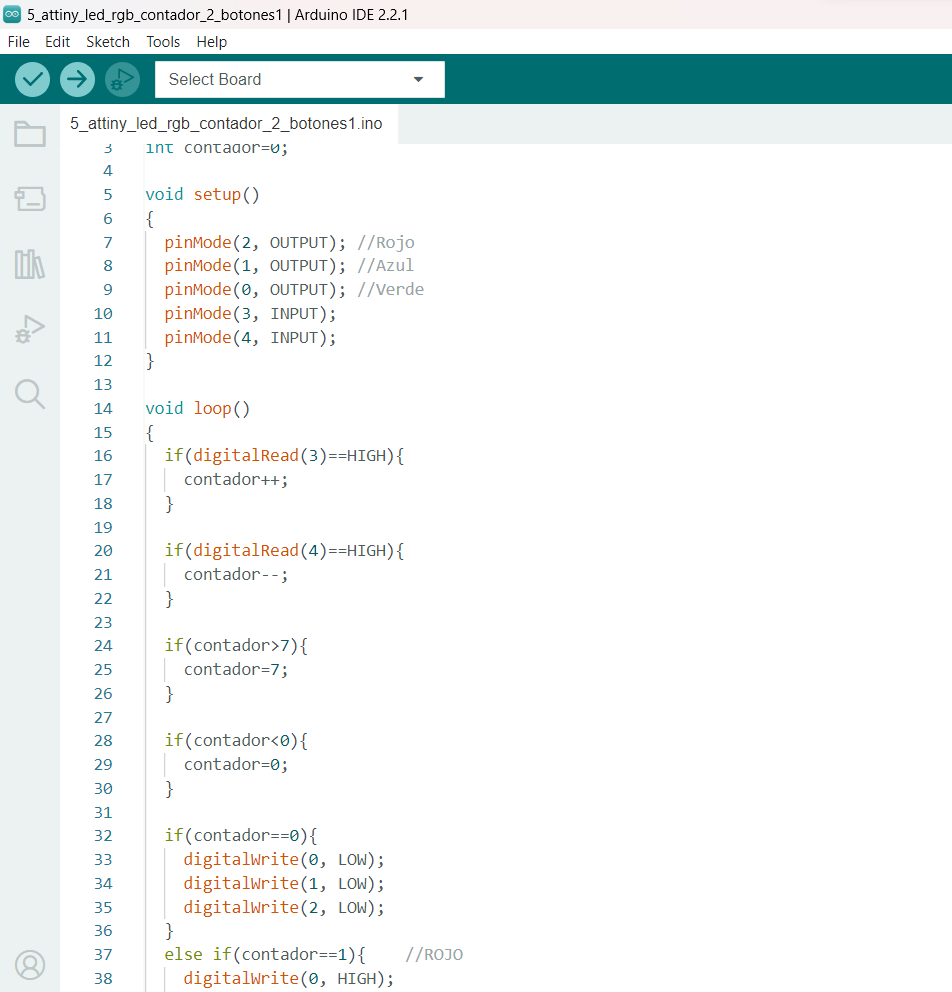 5_attiny_led_rgb_contador_2_botones1 | Arduino IDE 2.2.1
File Edit Sketch Tools Help
Select Board
5_attiny_led_rgb_contador_2_botones1.ino
3 int contador=0;
4
5 void setup()
6 {
7 pinMode(2, OUTPUT); //Rojo
8 pinMode(1, OUTPUT); //Azul
9 pinMode(0, OUTPUT); //Verde
10 pinMode(3, INPUT);
11 pinMode(4, INPUT);
12 }
13
14 void loop()
15 {
16 if(digitalRead(3)==HIGH){
17 contador++;
18 }
19
20 if(digitalRead(4)==HIGH){
21 contador--;
22 }
23
24 if(contador>7){
25 contador=7;
26 }
27
28 if(contador<0){
29 contador=0;
30 }
31
32 if(contador==0){
33 digitalWrite(0, LOW);
34 digitalWrite(1, LOW);
35 digitalWrite(2, LOW);
36 }
37 else if(contador==1){ //ROJO
38 digitalWrite(0, HIGH);